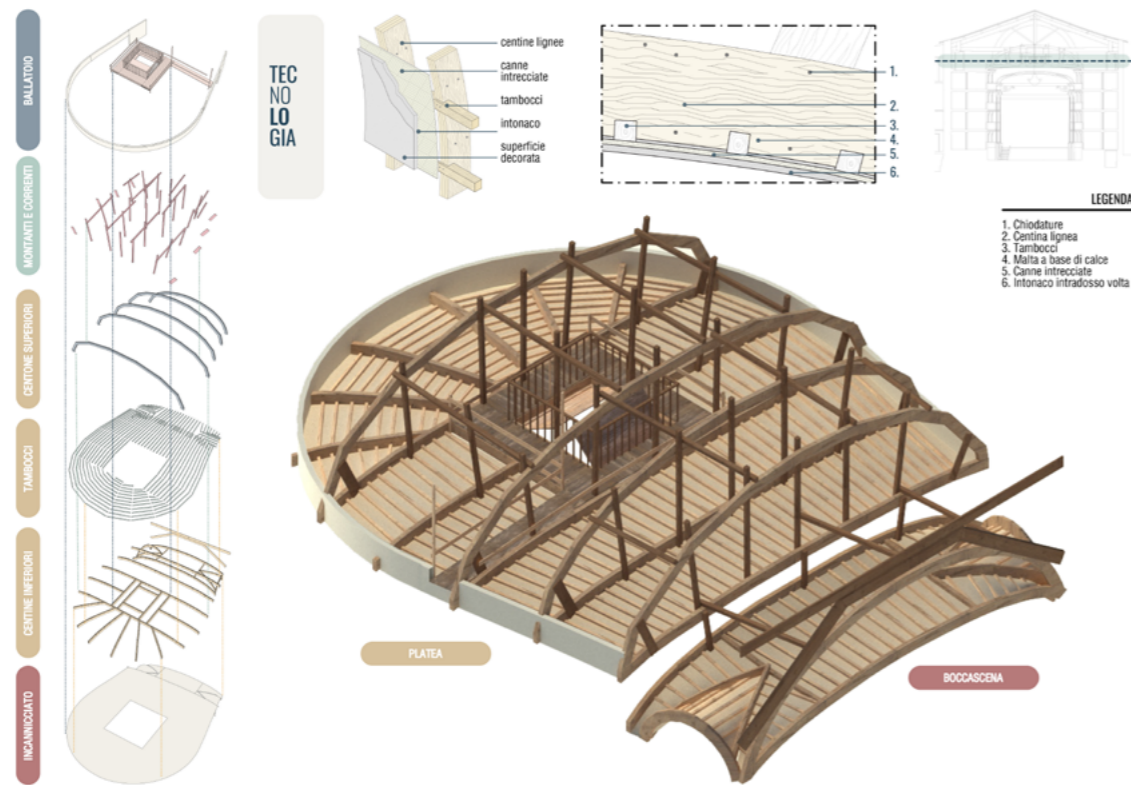 BALLATOIO
MONTANTI E CORRENTI
CENTONE SUPERIORI
TAMBOCCI
CENTINE INFERIORI
INCANNICCIATO
TEC
NO
LO
GIA
centine lignee
canne
intrecciate
tambocci
intonaco
superficie
decorata
1.
2.
3.
4.
5.
6.
LEGENDA
1. Chiodature
2. Centina lignea
3. Tambocci
4. Malta a base di calce
5. Canne intrecciate
6. Intonaco intradosso volta
PLATEA
BOCCASCENA